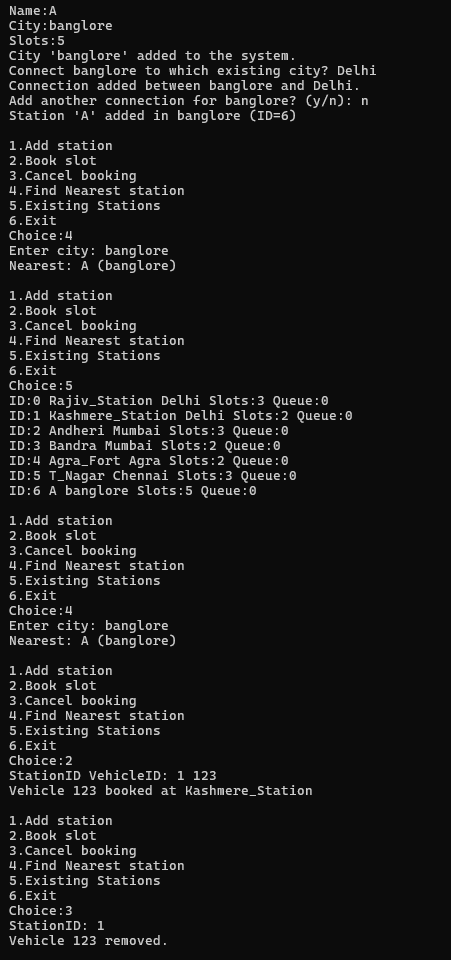 Name:A
City:banglore
Slots:5
City 'banglore' added to the system.
Connect banglore to which existing city? Delhi
Connection added between banglore and Delhi.
Add another connection for banglore? (y/n): n
Station 'A' added in banglore (ID=6)

1.Add station
2.Book slot
3.Cancel booking
4.Find Nearest station
5.Existing Stations
6.Exit
Choice:4
Enter city: banglore
Nearest: A (banglore)

1.Add station
2.Book slot
3.Cancel booking
4.Find Nearest station
5.Existing Stations
6.Exit
Choice:5
ID:0 Rajiv_Station Delhi Slots:3 Queue:0
ID:1 Kashmere_Station Delhi Slots:2 Queue:0
ID:2 Andheri Mumbai Slots:3 Queue:0
ID:3 Bandra Mumbai Slots:2 Queue:0
ID:4 Agra_Fort Agra Slots:2 Queue:0
ID:5 T_Nagar Chennai Slots:3 Queue:0
ID:6 A banglore Slots:5 Queue:0

1.Add station
2.Book slot
3.Cancel booking
4.Find Nearest station
5.Existing Stations
6.Exit
Choice:4
Enter city: banglore
Nearest: A (banglore)

1.Add station
2.Book slot
3.Cancel booking
4.Find Nearest station
5.Existing Stations
6.Exit
Choice:2
StationID VehicleID: 1 123
Vehicle 123 booked at Kashmere_Station

1.Add station
2.Book slot
3.Cancel booking
4.Find Nearest station
5.Existing Stations
6.Exit
Choice:3
StationID: 1
Vehicle 123 removed.